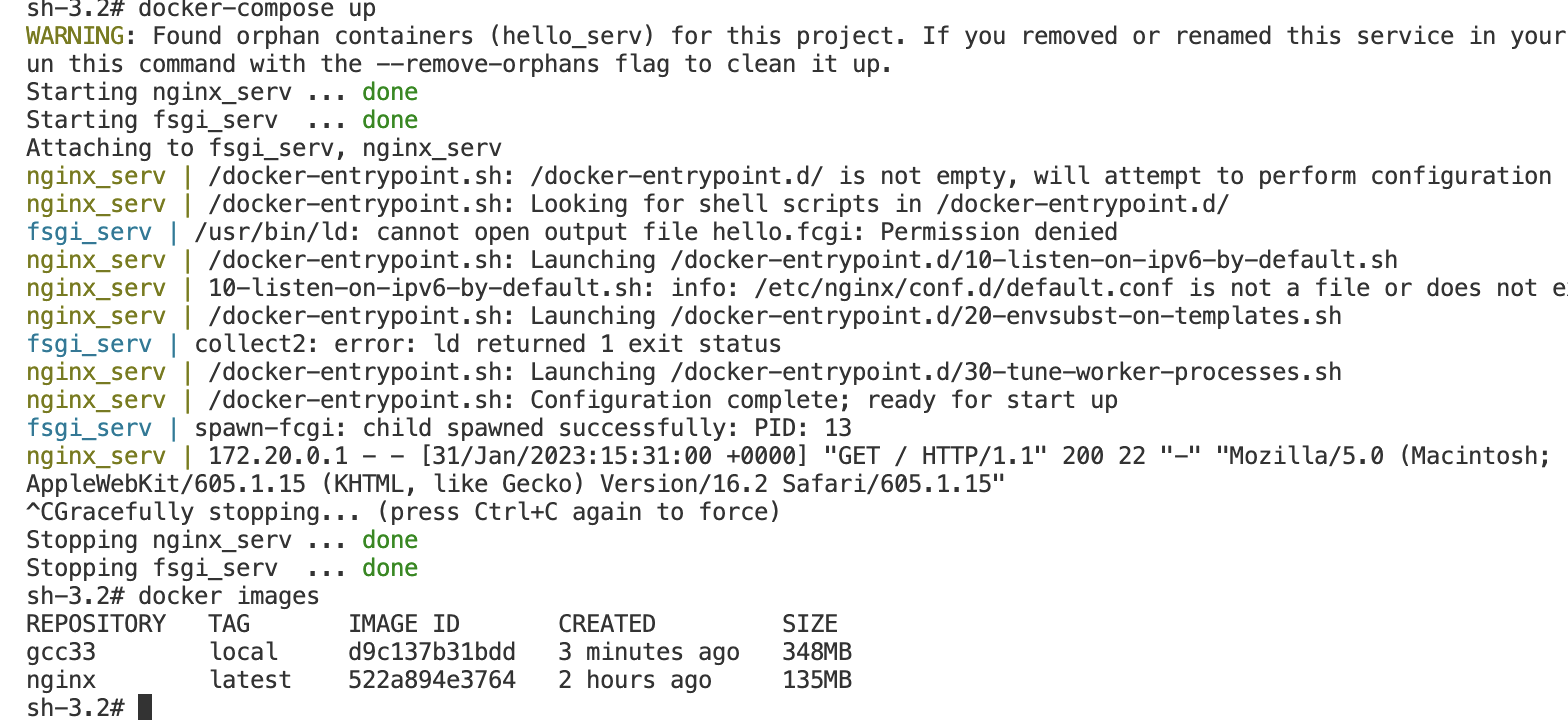 sh-3.2# docker-compose up
WARNING: Found orphan containers (hello_serv) for this project. If you removed or renamed this service in your
un this command with the --remove-orphans flag to clean it up.
Starting nginx_serv ... done
Starting fsgi_serv  ... done
Attaching to fsgi_serv, nginx_serv
nginx_serv | /docker-entrypoint.sh: /docker-entrypoint.d/ is not empty, will attempt to perform configuration
nginx_serv | /docker-entrypoint.sh: Looking for shell scripts in /docker-entrypoint.d/
fsgi_serv | /usr/bin/ld: cannot open output file hello.fcgi: Permission denied
nginx_serv | /docker-entrypoint.sh: Launching /docker-entrypoint.d/10-listen-on-ipv6-by-default.sh
nginx_serv | 10-listen-on-ipv6-by-default.sh: info: /etc/nginx/conf.d/default.conf is not a file or does not
nginx_serv | /docker-entrypoint.sh: Launching /docker-entrypoint.d/20-envsubst-on-templates.sh
fsgi_serv | collect2: error: ld returned 1 exit status
nginx_serv | /docker-entrypoint.sh: Launching /docker-entrypoint.d/30-tune-worker-processes.sh
nginx_serv | /docker-entrypoint.sh: Configuration complete; ready for start up
fsgi_serv | spawn-fcgi: child spawned successfully: PID: 13
nginx_serv | 172.20.0.1 - - [31/Jan/2023:15:31:00 +0000] "GET / HTTP/1.1" 200 22 "-" "Mozilla/5.0 (Macintosh;
AppleWebKit/605.1.15 (KHTML, like Gecko) Version/16.2 Safari/605.1.15"
^CGracefully stopping... (press Ctrl+C again to force)
Stopping nginx_serv ... done
Stopping fsgi_serv  ... done
sh-3.2# docker images
REPOSITORY   TAG       IMAGE ID       CREATED         SIZE
gcc33        local     d9c137b31bdd   3 minutes ago   348MB
nginx        latest    522a894e3764   2 hours ago     135MB
sh-3.2#